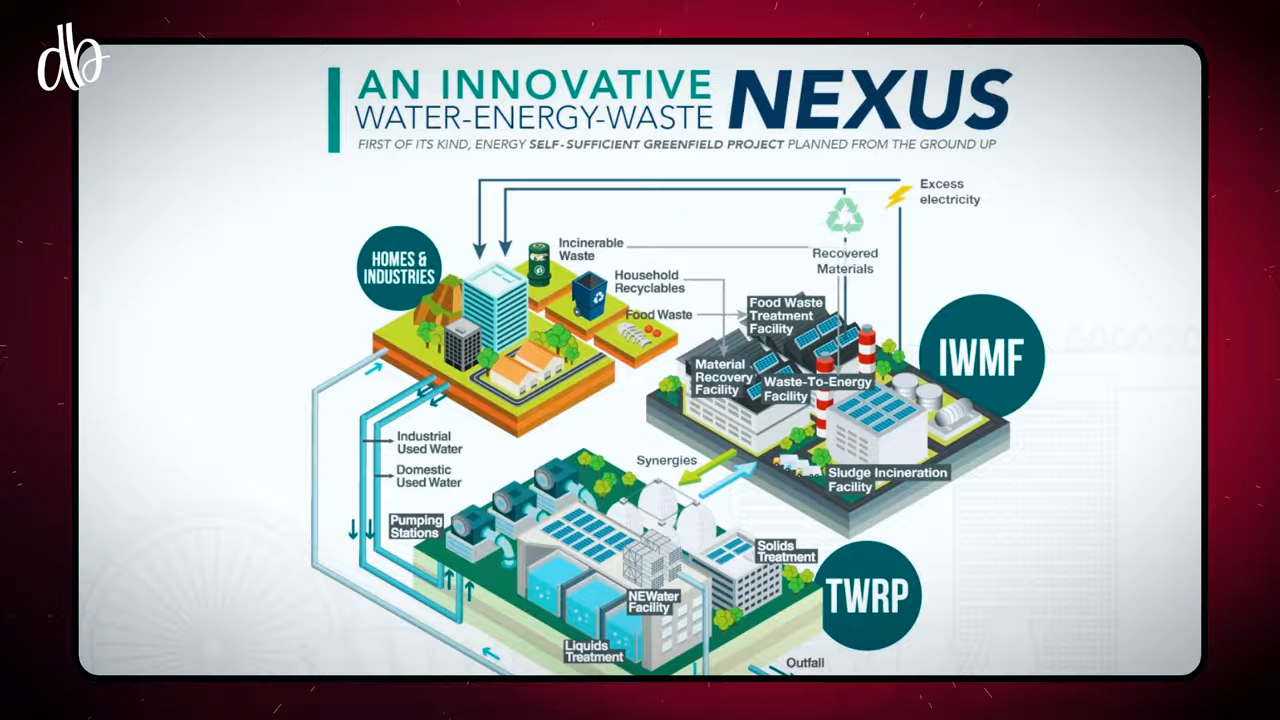 db
AN INNOVATIVE
WATER-ENERGY-WASTE
NEXUS
FIRST OF ITS KIND, ENERGY SELF-SUFFICIENT GREENFIELD PROJECT PLANNED FROM THE GROUND UP
Excess
electricity
HOMES &
INDUSTRIES
Incinerable
Waste
Recovered
Materials
Household
Recyclables
Food Waste
Food Waste
Treatment
Facility
IWMF
Material
Recovery
Facility
Waste-To-Energy
Facility
Industrial
Used Water
Domestic
Used Water
Synergies
Sludge Incineration
Facility
Pumping
Stations
Solids
Treatment
TWRP
NEWater
Facility
Liquids
Treatment
Outfall